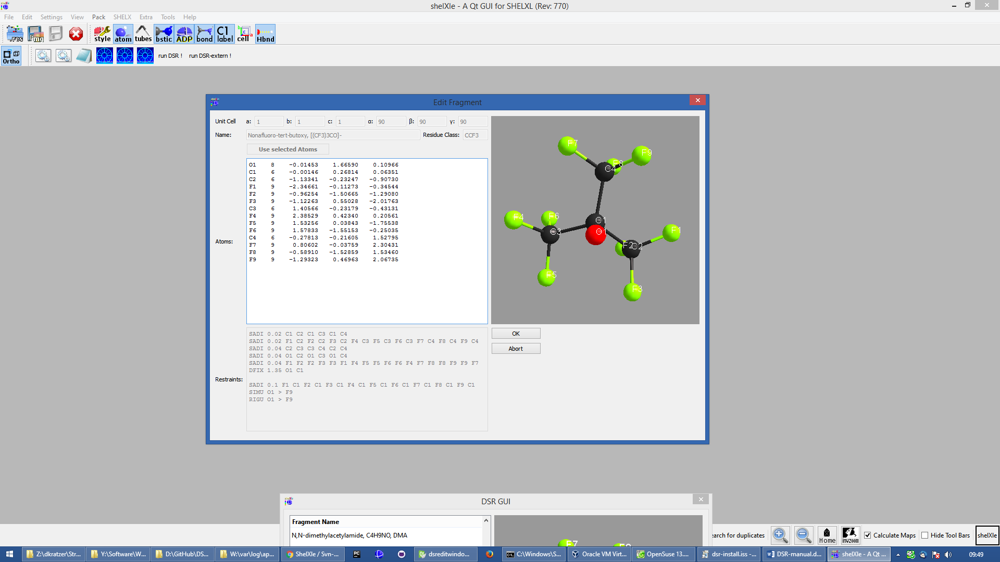 shelXle - A Qt GUI for SHELXL (Rev: 770)
File Edit Settings View Pack SHELX Extra Tools Help
.res img style atom tubes bstic ADP bond C1 label cell Hbnd
Ortho run DSR ! run DSR-extern !
Edit Fragment
Unit Cell a: 1 b: 1 c: 1 α: 90 β: 90 γ: 90
Name: Nonafluoro-tert-butoxy, [(CF3)3CO]- Residue Class: CCF3
Use selected Atoms
Atoms:
O1 8 -0.01453 1.66590 0.10966
C1 6 -0.00146 0.26814 0.06351
C2 6 -1.13341 -0.23247 -0.90730
F1 9 -2.34661 -0.11273 -0.34544
F2 9 -0.96254 -1.50665 -1.29080
F3 9 -1.12263 0.55028 -2.01763
C3 6 1.40566 -0.23179 -0.43131
F4 9 2.38529 0.42340 0.20561
F5 9 1.53256 0.03843 -1.75538
F6 9 1.57833 -1.55153 -0.25035
C4 6 -0.27813 -0.21605 1.52795
F7 9 0.80602 -0.03759 2.30431
F8 9 -0.58910 -1.52859 1.53460
F9 9 -1.29323 0.46963 2.06735
F7
F9
F8
C4
F4
F6
C1
C3
O1
F1
F2
C2
F5
F3
Restraints:
SADI 0.02 C1 C2 C1 C3 C1 C4
SADI 0.02 F1 C2 F2 C2 F3 C2 F4 C3 F5 C3 F6 C3 F7 C4 F8 C4 F9 C4
SADI 0.04 C2 C3 C3 C4 C2 C4
SADI 0.04 O1 C2 O1 C3 O1 C4
SADI 0.04 F1 F2 F2 F3 F3 F1 F4 F5 F5 F6 F6 F4 F7 F8 F8 F9 F9 F7
DFIX 1.35 O1 C1
SADI 0.1 F1 C1 F2 C1 F3 C1 F4 C1 F5 C1 F6 C1 F7 C1 F8 C1 F9 C1
SIMU O1 > F9
RIGU O1 > F9
OK
Abort
DSR GUI
Fragment Name
N,N-dimethylacetylamide, C4H9NO, DMA
F7
earch for duplicates Home invzoom Calculate Maps Hide Tool Bars shelXle
Z:\dkratzer\Str... Y:\Software\W... D:\GitHub\DS... W:\var\log\ap... ShelXle / Svn-... PC dsreditwindo... C:\Windows\S... Oracle VM Virt... OpenSuse 13.... dsr-install.iss -... DSR-manual.d... shelXle - A Qt ... 09:49